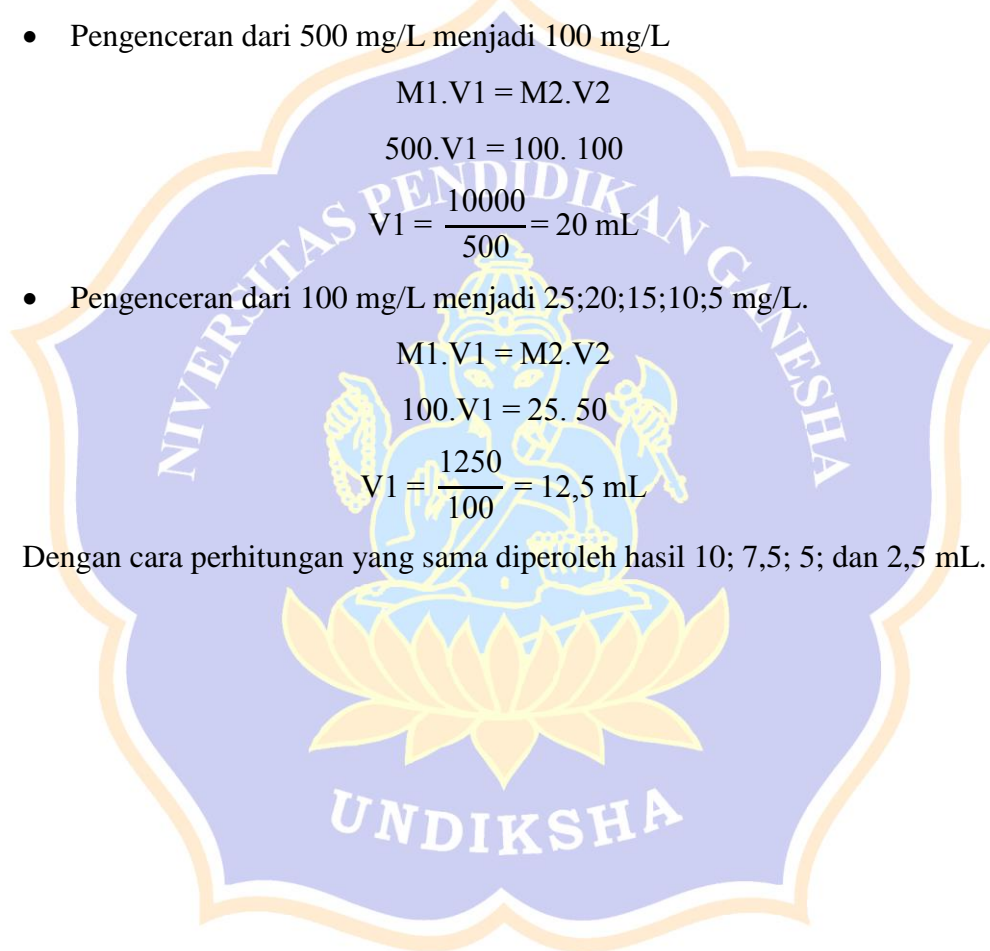 • Pengenceran dari 500 mg/L menjadi 100 mg/L
M1.V1 = M2.V2
500.V1 = 100. 100
V1 = 10000/500 = 20 mL
• Pengenceran dari 100 mg/L menjadi 25;20;15;10;5 mg/L.
M1.V1 = M2.V2
100.V1 = 25. 50
V1 = 1250/100 = 12,5 mL
Dengan cara perhitungan yang sama diperoleh hasil 10; 7,5; 5; dan 2,5 mL.
NIVERSITAS PENDIDIKAN GANESHA
UNDIKSHA